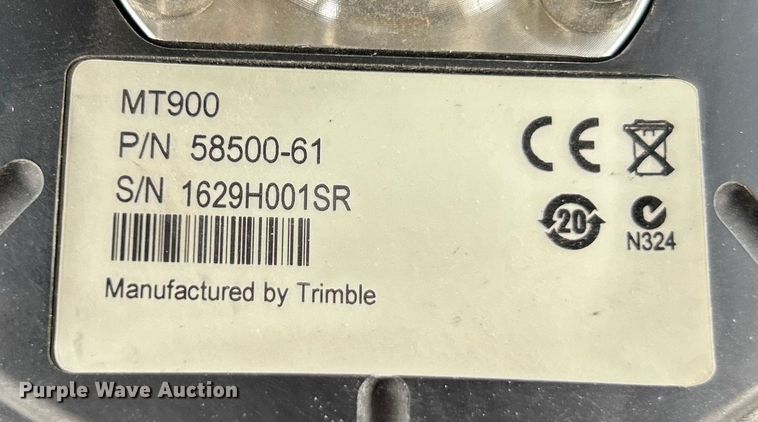 MT900
P/N 58500-61
S/N 1629H001SR
CE
20
N324
Manufactured by Trimble
Purple Wave Auction